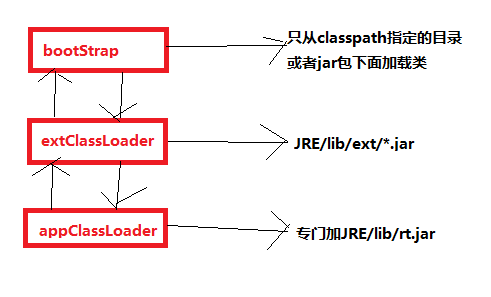 bootStrap
只从classpath指定的目录
或者jar包下面加载类
extClassLoader
JRE/lib/ext/*.jar
appClassLoader
专门加JRE/lib/rt.jar